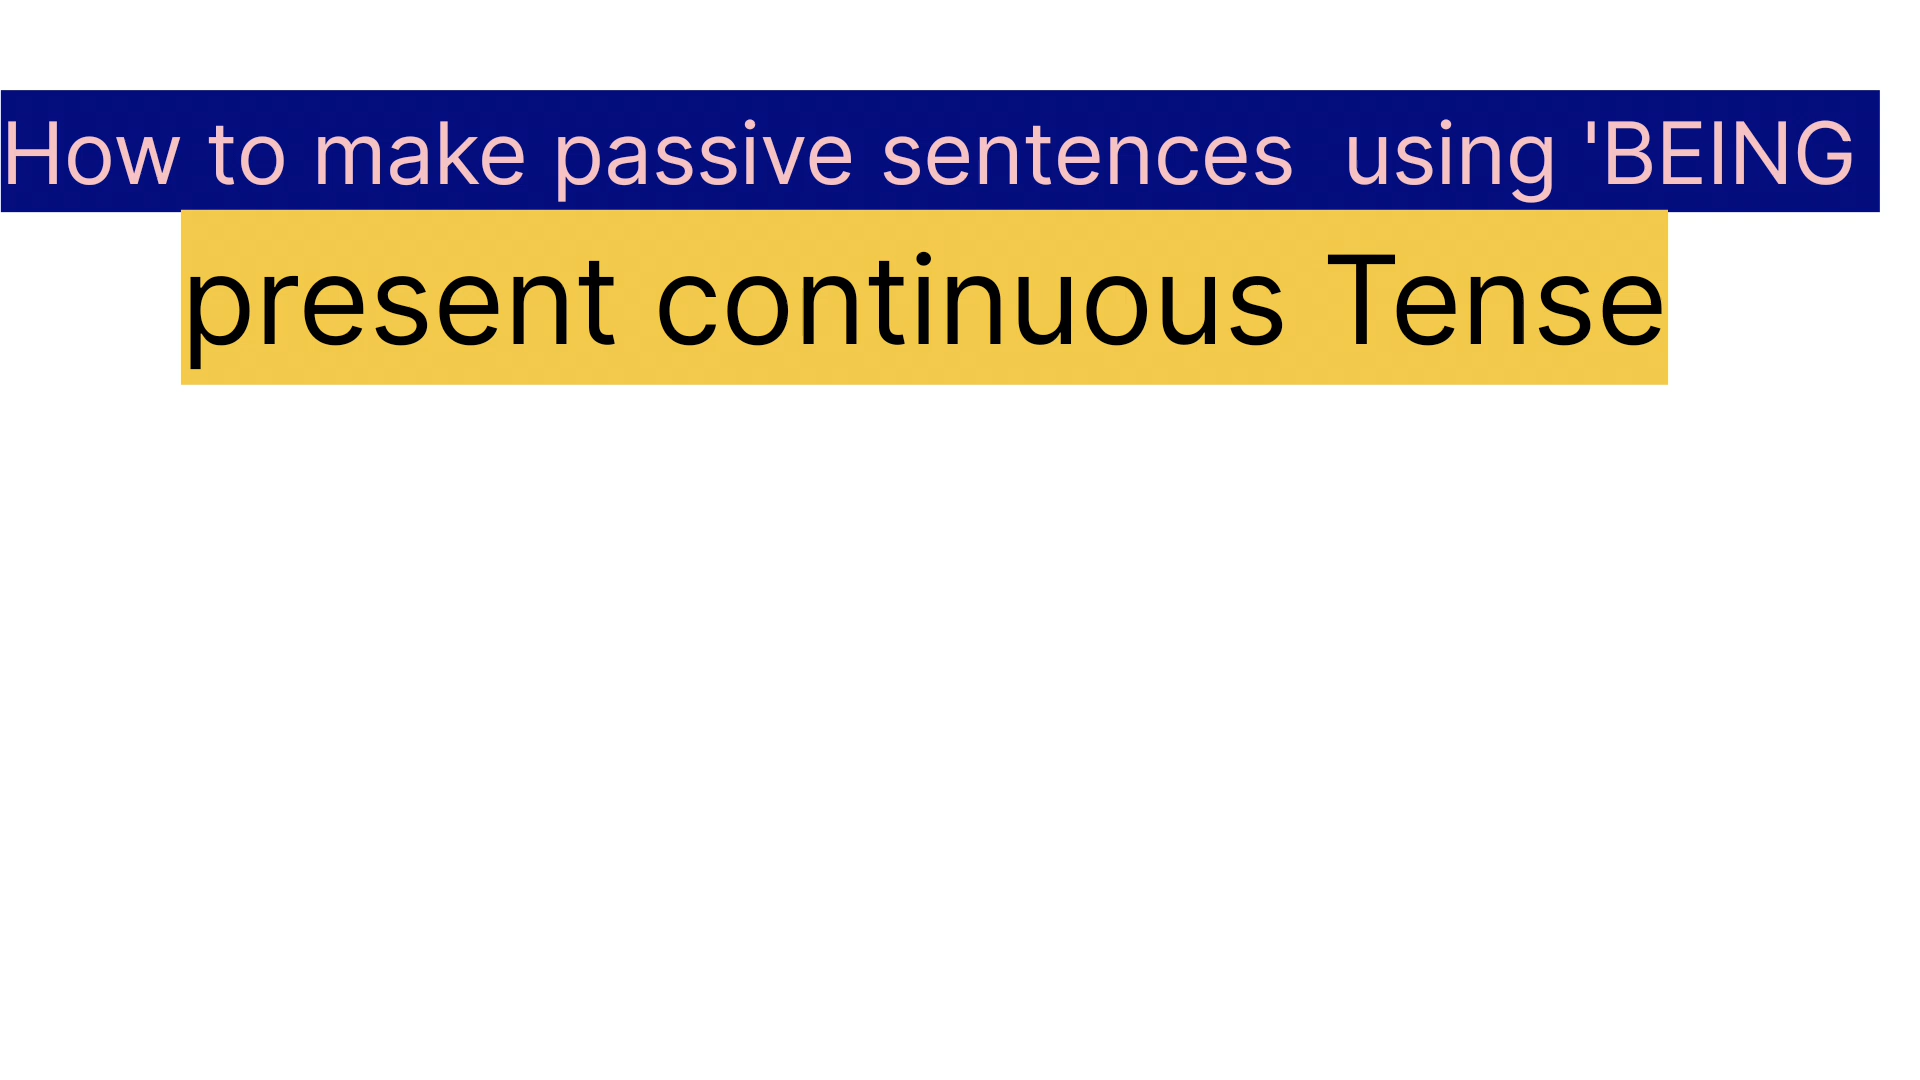 How to make passive sentences  using 'BEING
present continuous Tense